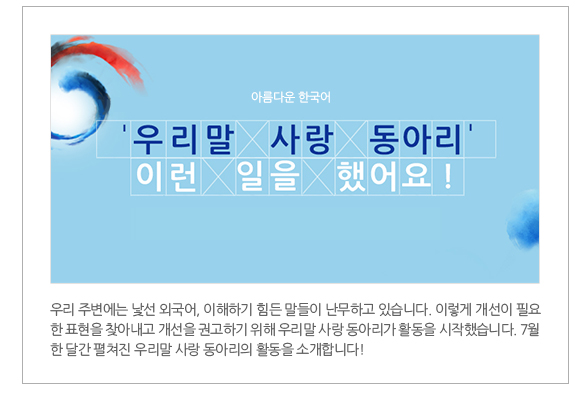 아름다운 한국어
'우리말 사랑 동아리'
이런 일을 했어요!
우리 주변에는 낯선 외국어, 이해하기 힘든 말들이 난무하고 있습니다. 이렇게 개선이 필요
한 표현을 찾아내고 개선을 권고하기 위해 우리말 사랑 동아리가 활동을 시작했습니다. 7월
한 달간 펼쳐진 우리말 사랑 동아리의 활동을 소개합니다!